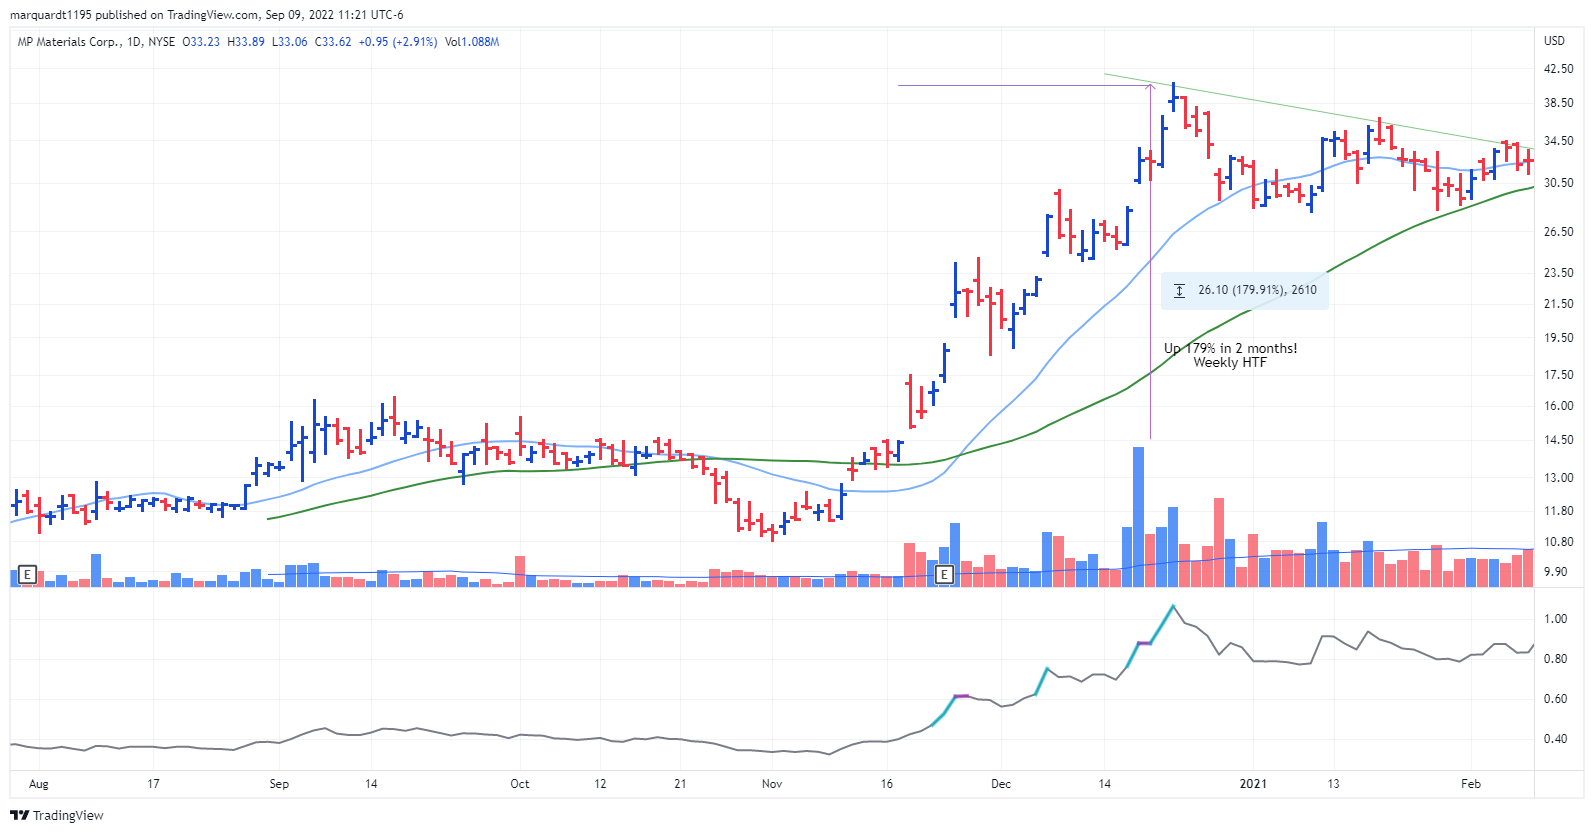 marquardt1195 published on TradingView.com, Sep 09, 2022 11:21 UTC-6
MP Materials Corp., 1D, NYSE O33.23 H33.89 L33.06 C33.62 +0.95 (+2.91%) Vol1.088M
USD
42.50
38.50
34.50
30.50
26.50
23.50
26.10 (179.91%), 2610
21.50
19.50
Up 179% in 2 months!
Weekly HTF
17.50
16.00
14.50
13.00
11.80
10.80
9.90
E
E
1.00
0.80
0.60
0.40
Aug 17 Sep 14 Oct 12 21 Nov 16 Dec 14 2021 13 Feb
TradingView